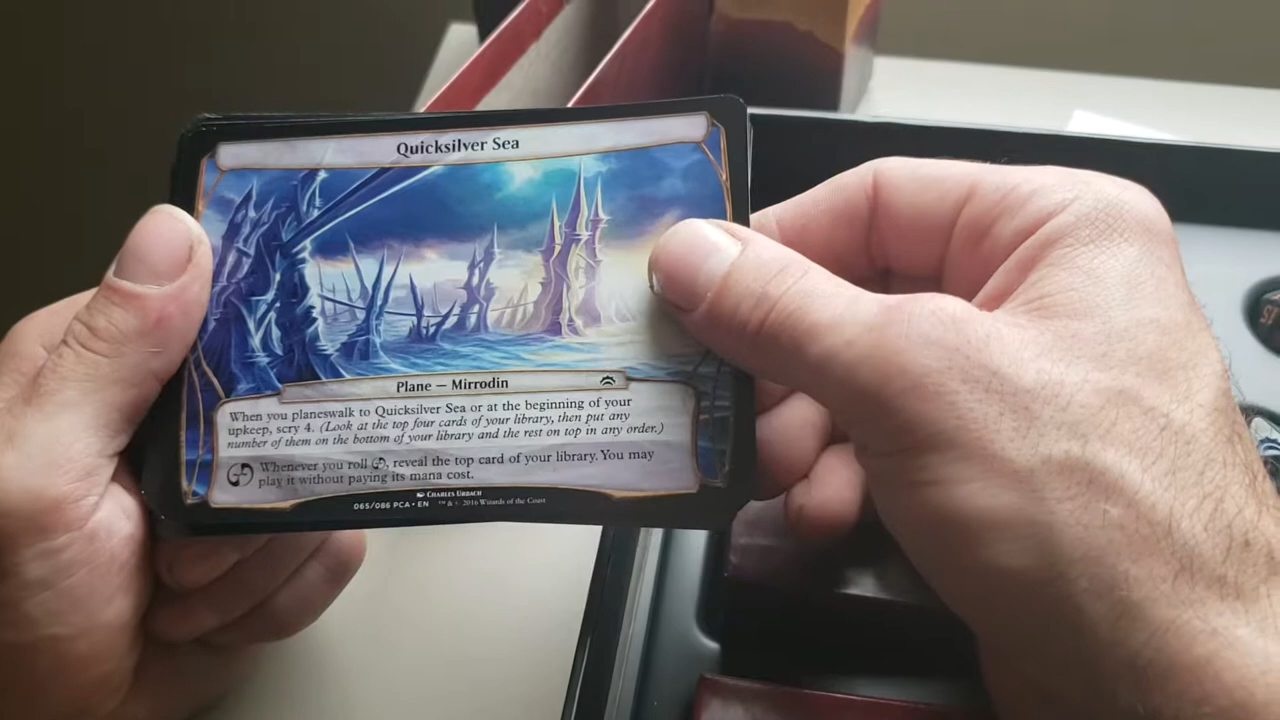 Quicksilver Sea
Plane — Mirrodin
When you planeswalk to Quicksilver Sea or at the beginning of your
upkeep, scry 4. (Look at the top four cards of your library, then put any
number of them on the bottom of your library and the rest on top in any order.)
Whenever you roll , reveal the top card of your library. You may
play it without paying its mana cost.
Charles Urbach
065/086 PCA • EN ™ & © 2016 Wizards of the Coast